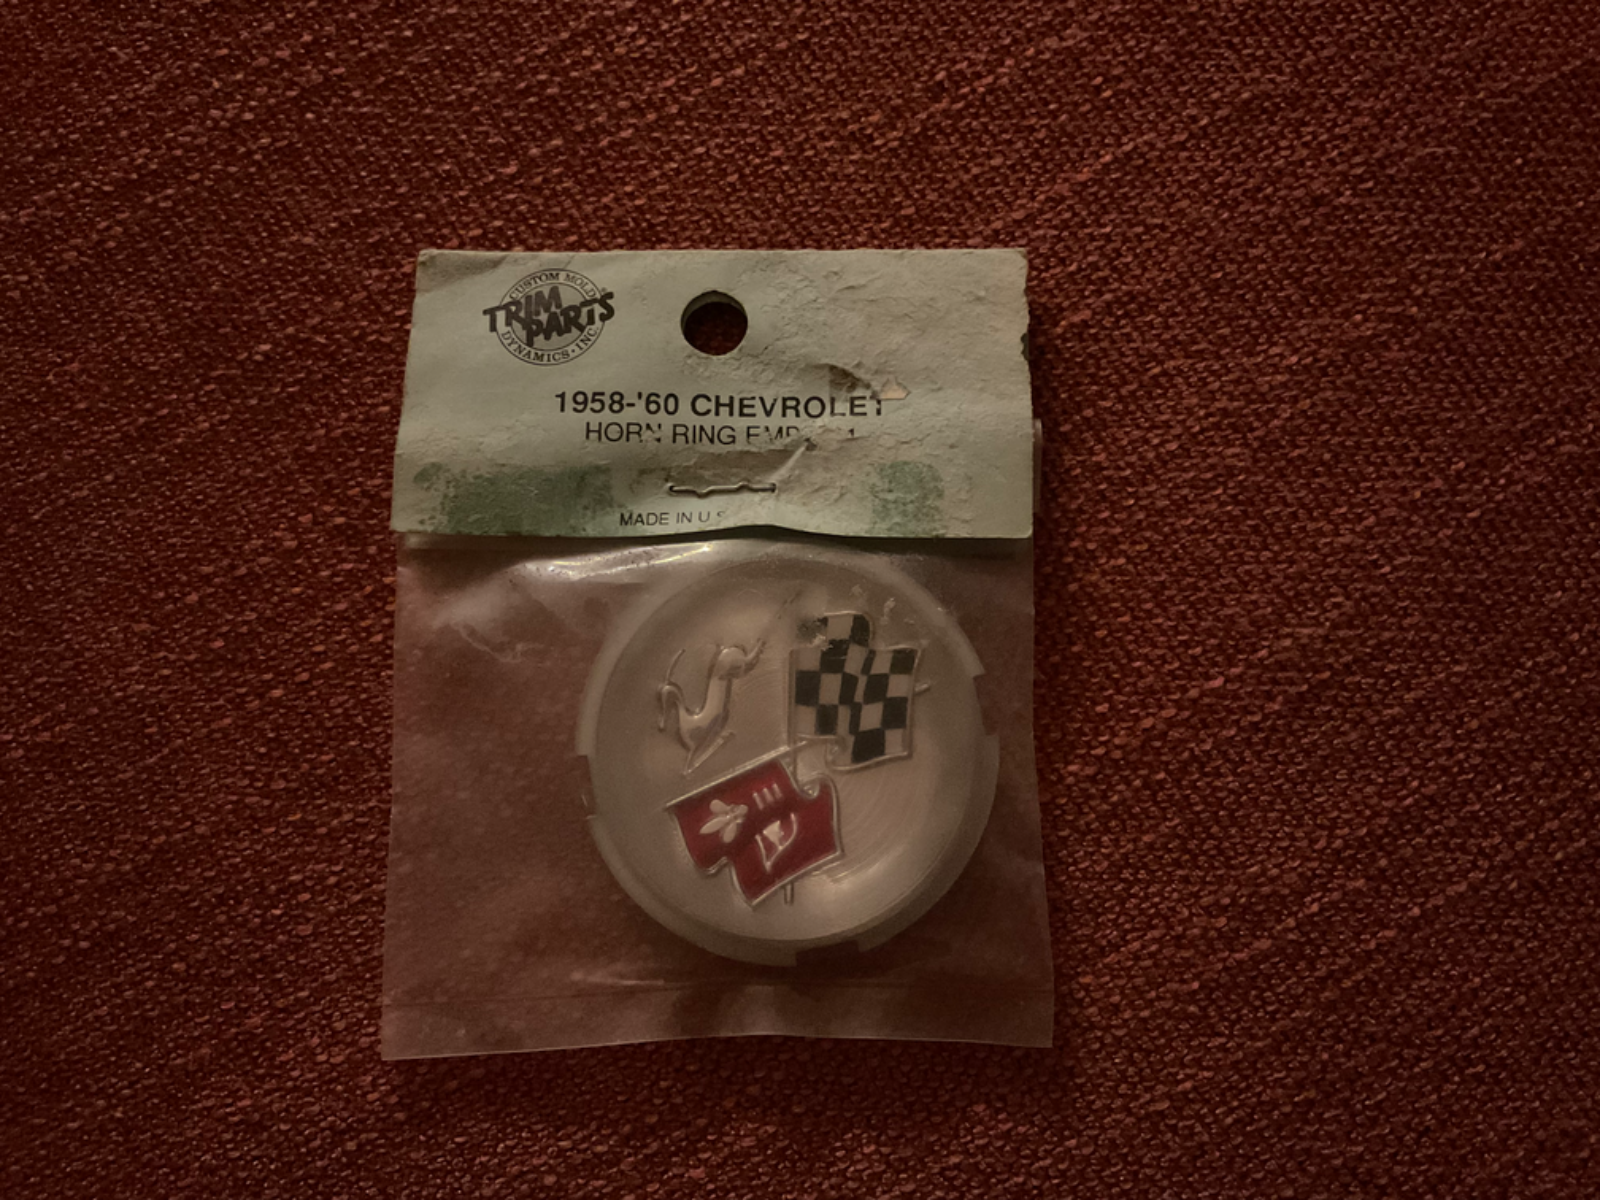 CUSTOM MOLD
TRIM
PARTS
DYNAMICS • INC.
1958-'60 CHEVROLET
HORN RING
MADE IN U.S